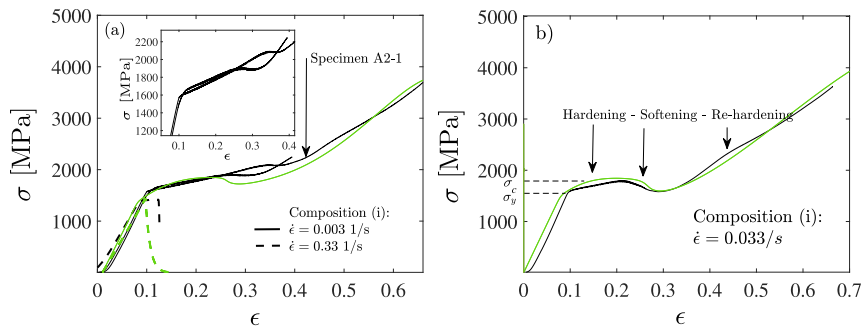 (a)
5000
4000
3000
2000
1000
σ [MPa]
0
0.1
0.2
0.3
0.4
0.5
0.6
ϵ
2200
2000
1800
1600
1400
1200
σ [MPa]
0.1
0.2
0.3
0.4
ϵ
Specimen A2-1
Composition (i):
ϵ̇ = 0.003 1/s
ϵ̇ = 0.33 1/s
b)
5000
4000
3000
2000
1000
σ [MPa]
σc
σy
0
0.1
0.2
0.3
0.4
0.5
0.6
0.7
ϵ
Hardening - Softening - Re-hardening
Composition (i):
ϵ̇ = 0.033/s